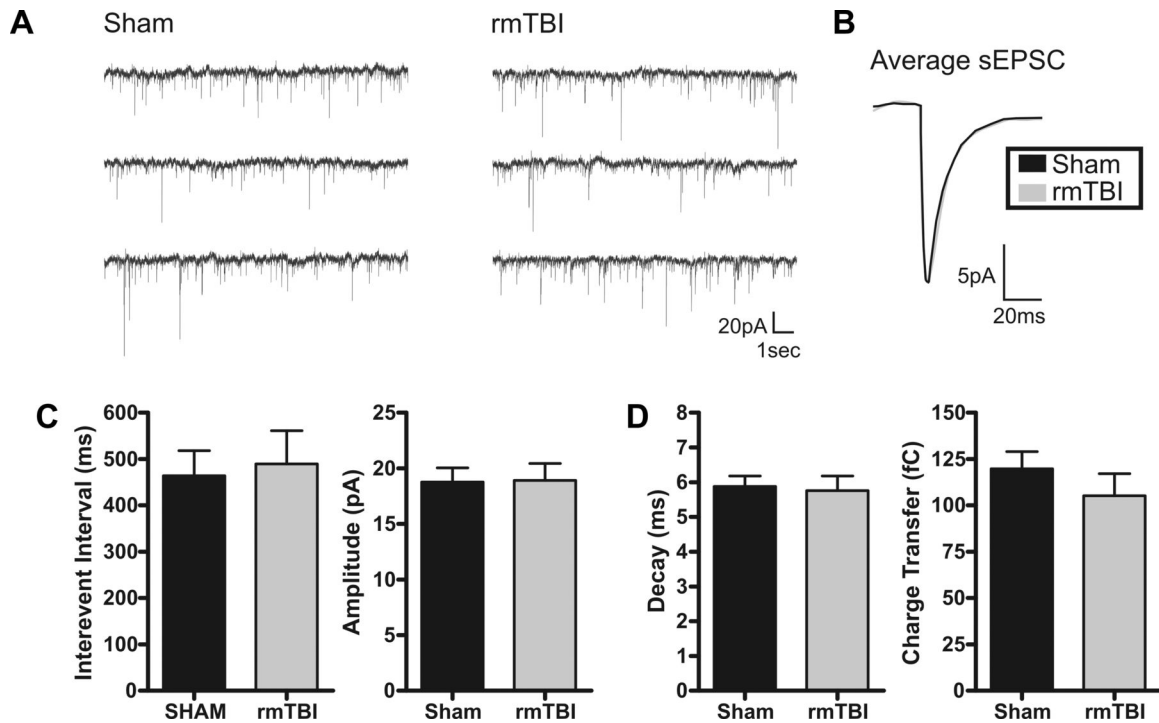 A
Sham
rmTBI
20pA
1sec
B
Average sEPSC
Sham
rmTBI
5pA
20ms
C
Interevent Interval (ms)
600
500
400
300
200
100
0
SHAM rmTBI
Amplitude (pA)
25
20
15
10
5
0
Sham rmTBI
D
Decay (ms)
8
7
6
5
4
3
2
1
0
Sham rmTBI
Charge Transfer (fC)
150
125
100
75
50
25
0
Sham rmTBI